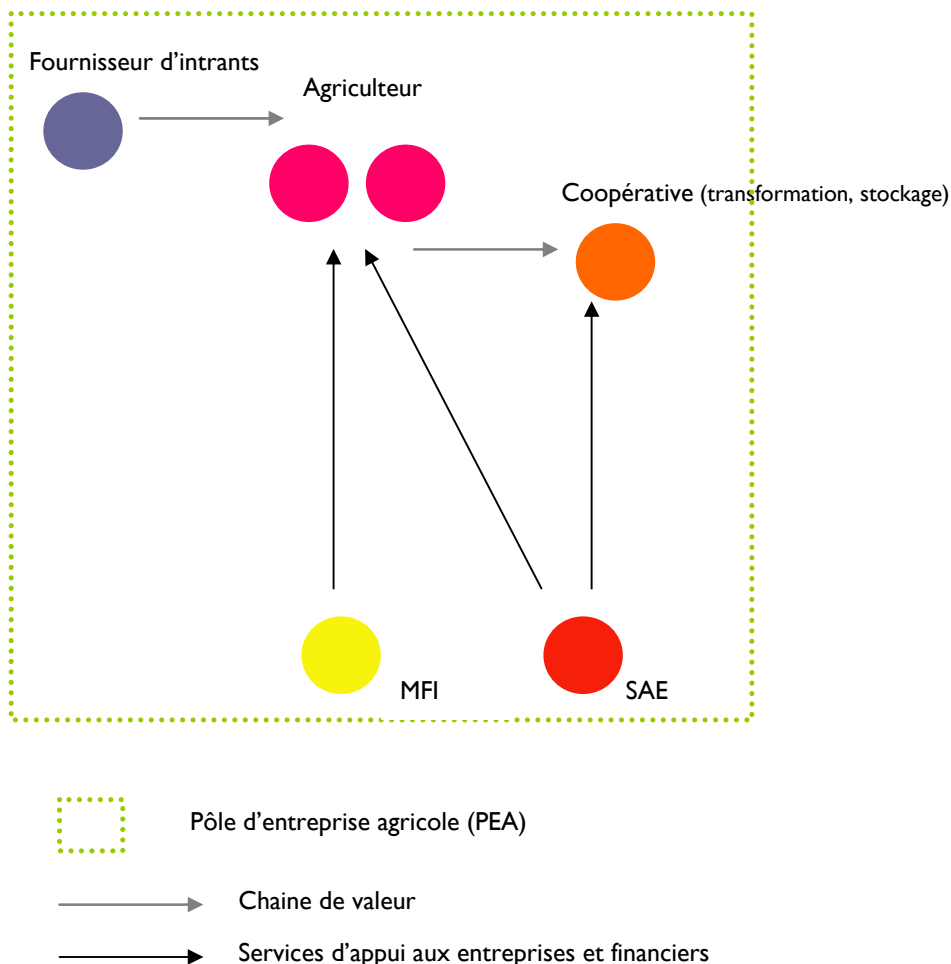 Fournisseur d'intrants
Agriculteur
Coopérative (transformation, stockage)
MFI
SAE
Pôle d'entreprise agricole (PEA)
Chaine de valeur
Services d'appui aux entreprises et financiers